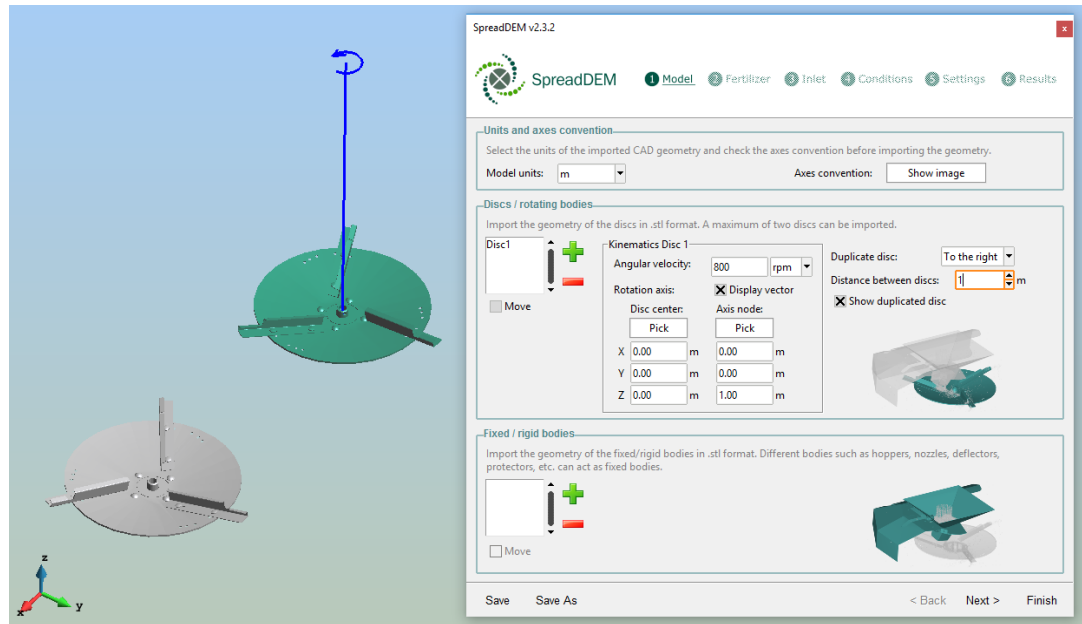 SpreadDEM v2.3.2
x
SpreadDEM
1 Model 2 Fertilizer 3 Inlet 4 Conditions 5 Settings 6 Results
Units and axes convention
Select the units of the imported CAD geometry and check the axes convention before importing the geometry.
Model units: m Axes convention: Show image
Discs / rotating bodies
Import the geometry of the discs in .stl format. A maximum of two discs can be imported.
Disc1
Move
Kinematics Disc 1
Angular velocity: 800 rpm
Rotation axis: Display vector
Disc center: Axis node:
Pick Pick
X 0.00 m 0.00 m
Y 0.00 m 0.00 m
Z 0.00 m 1.00 m
Duplicate disc: To the right
Distance between discs: 1 m
Show duplicated disc
Fixed / rigid bodies
Import the geometry of the fixed/rigid bodies in .stl format. Different bodies such as hoppers, nozzles, deflectors,
protectors, etc. can act as fixed bodies.
Move
Save Save As < Back Next > Finish
z
x
y